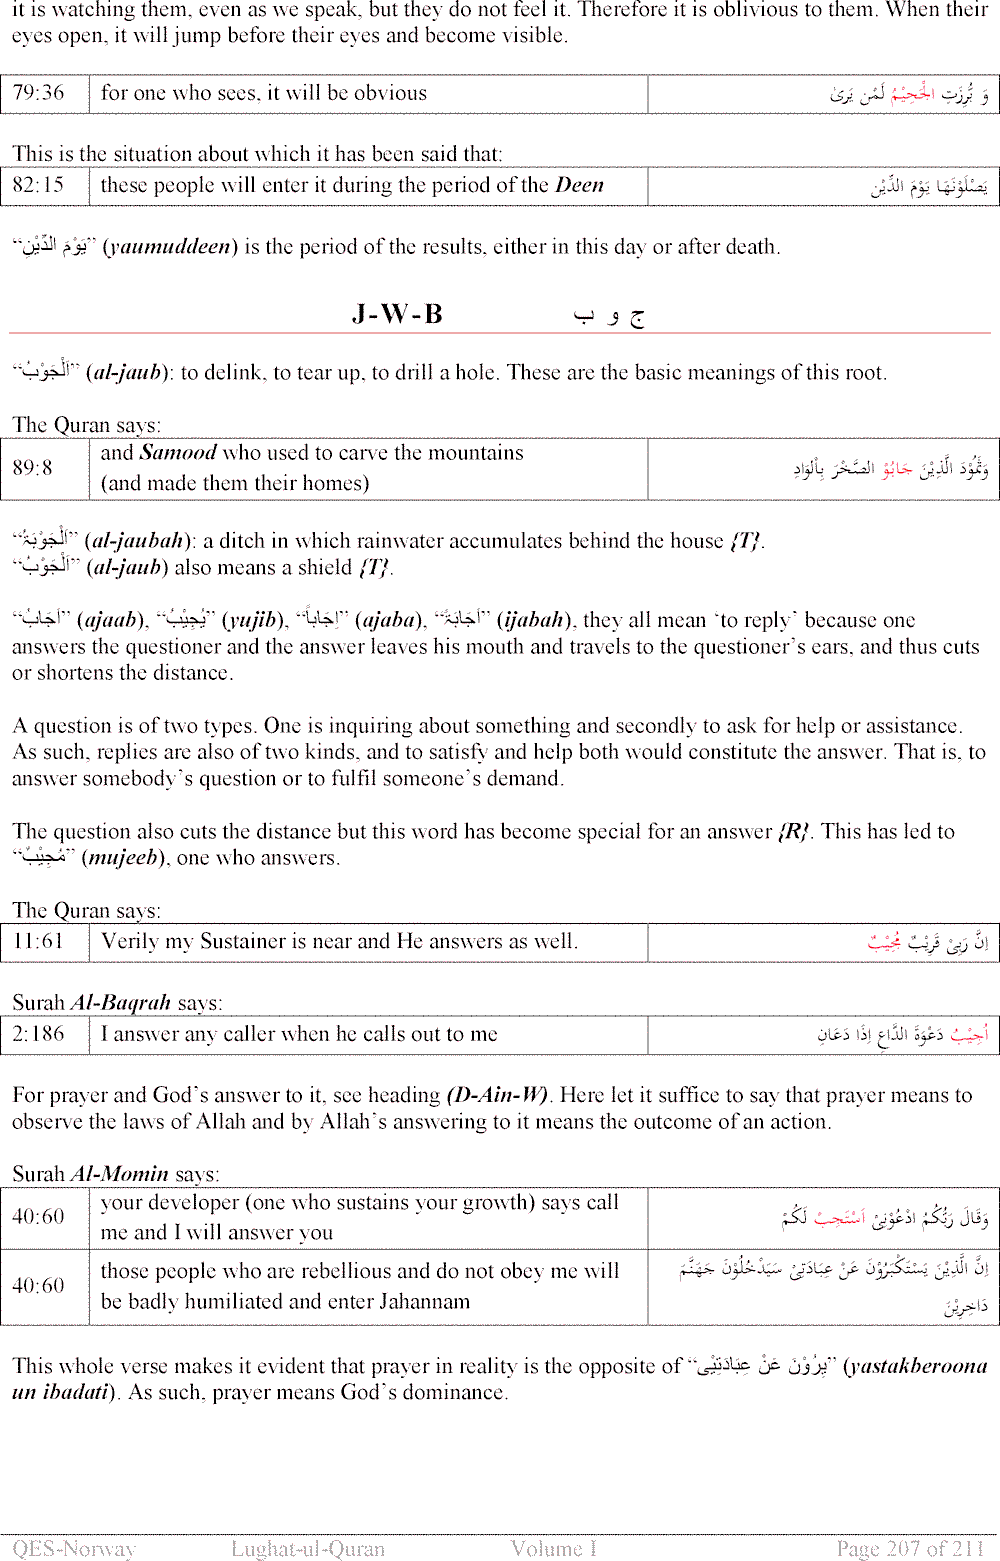 it is watching them, even as we speak, but they do not feel it. Therefore it is oblivious to them. When their
eyes open, it will jump before their eyes and become visible.
79:36 for one who sees, it will be obvious وَ بُرِّزَتِ الْجَحِيْمُ لَمْن يَرىٰ
This is the situation about which it has been said that:
82:15 these people will enter it during the period of the Deen يَصْلَوْنَهَا يَوْمَ الدِّيْنِ
“يَوْمَ الدِّيْنِ” (yaumuddeen) is the period of the results, either in this day or after death.
J-W-B ج و ب
“اَلْجَوْبُ” (al-jaub): to delink, to tear up, to drill a hole. These are the basic meanings of this root.
The Quran says:
89:8 and Samood who used to carve the mountains
(and made them their homes) وَثَمُوْدَ الَّذِيْنَ جَابُوْ الصَّخْرَ بِاْلوَادِ
“اَلْجَوْبَۃُ” (al-jaubah): a ditch in which rainwater accumulates behind the house {T}.
“اَلْجَوْبُ” (al-jaub) also means a shield {T}.
“اَجَابُ” (ajaab), “يُجِيْبُ” (yujib), “اِجَاباً” (ajaba), “اَجَابَۃً” (ijabah), they all mean ‘to reply’ because one
answers the questioner and the answer leaves his mouth and travels to the questioner’s ears, and thus cuts
or shortens the distance.
A question is of two types. One is inquiring about something and secondly to ask for help or assistance.
As such, replies are also of two kinds, and to satisfy and help both would constitute the answer. That is, to
answer somebody’s question or to fulfil someone’s demand.
The question also cuts the distance but this word has become special for an answer {R}. This has led to
“مُجِيْبٌ” (mujeeb), one who answers.
The Quran says:
11:61 Verily my Sustainer is near and He answers as well. اِنَّ رَبِىْ قَرِيْبٌ مُجِيْبٌ
Surah Al-Baqrah says:
2:186 I answer any caller when he calls out to me اُجِيْبُ دَعْوَةَ الدَّاعِ اِذَا دَعَانِ
For prayer and God’s answer to it, see heading (D-Ain-W). Here let it suffice to say that prayer means to
observe the laws of Allah and by Allah’s answering to it means the outcome of an action.
Surah Al-Momin says:
40:60 your developer (one who sustains your growth) says call
me and I will answer you وَقَالَ رَبُّكُمُ ادْعُوْنِىْ اَسْتَجِبْ لَكُمْ
40:60 those people who are rebellious and do not obey me will
be badly humiliated and enter Jahannam اِنَّ الَّذِيْنَ يَسْتَكْبِرُوْنَ عَنْ عِبَادَتِىْ سَيَدْخُلُوْنَ جَهَنَّمَ
دَاخِرِيْنَ
This whole verse makes it evident that prayer in reality is the opposite of “بِرُوْنَ عَنْ عِبَادَتِیْی” (yastakberoona
un ibadati). As such, prayer means God’s dominance.
QES-Norway Lughat-ul-Quran Volume I Page 207 of 211